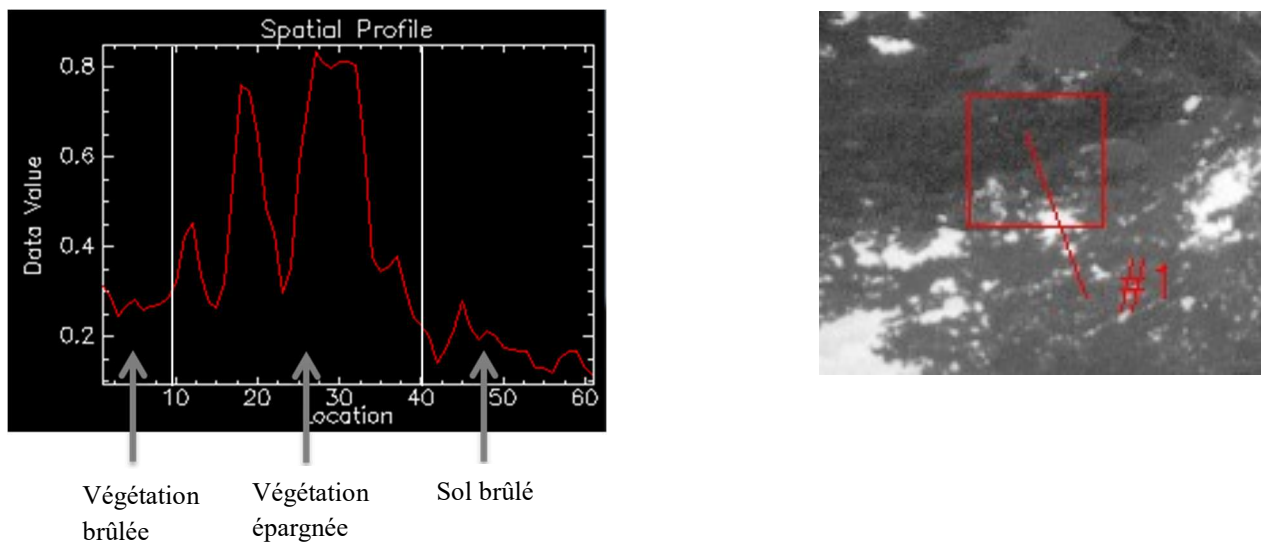 Spatial Profile
Data Value
0.8
0.6
0.4
0.2
10 20 30 40 50 60
Location
#1
Végétation brûlée
Végétation épargnée
Sol brûlé